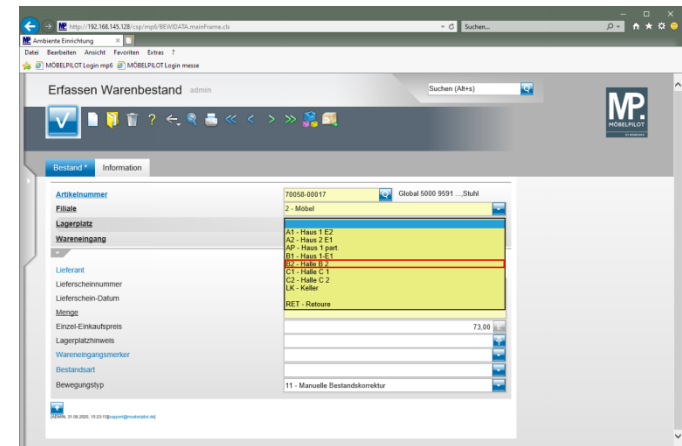 http://192.168.145.128/csp/mpli/BEWIDATA.mainFrame.cls
Suchen...
Ambiente Einrichtung
Datei Bearbeiten Ansicht Favoriten Extras ?
MÖBELPILOT Login mpli MÖBELPILOT Login messe
Erfassen Warenbestand admin
Suchen (Alt+s)
MP.
MÖBELPILOT
Bestand * Information
Artikelnummer 70058-00017 Global 5000 9591 ...,Stuhl
Filiale 2 - Möbel
Lagerplatz
Wareneingang
A1 - Haus 1 E2
A2 - Haus 2 E1
AP - Haus 1 part.
B1 - Haus 1-E1
B2 - Halle B 2
C1 - Halle C 1
C2 - Halle C 2
LK - Keller
RET - Retoure
Lieferant
Lieferscheinnummer
Lieferschein-Datum
Menge
Einzel-Einkaufspreis 73,00
Lagerplatzhinweis
Wareneingangsmerker
Bestandsart
Bewegungstyp 11 - Manuelle Bestandskorrektur